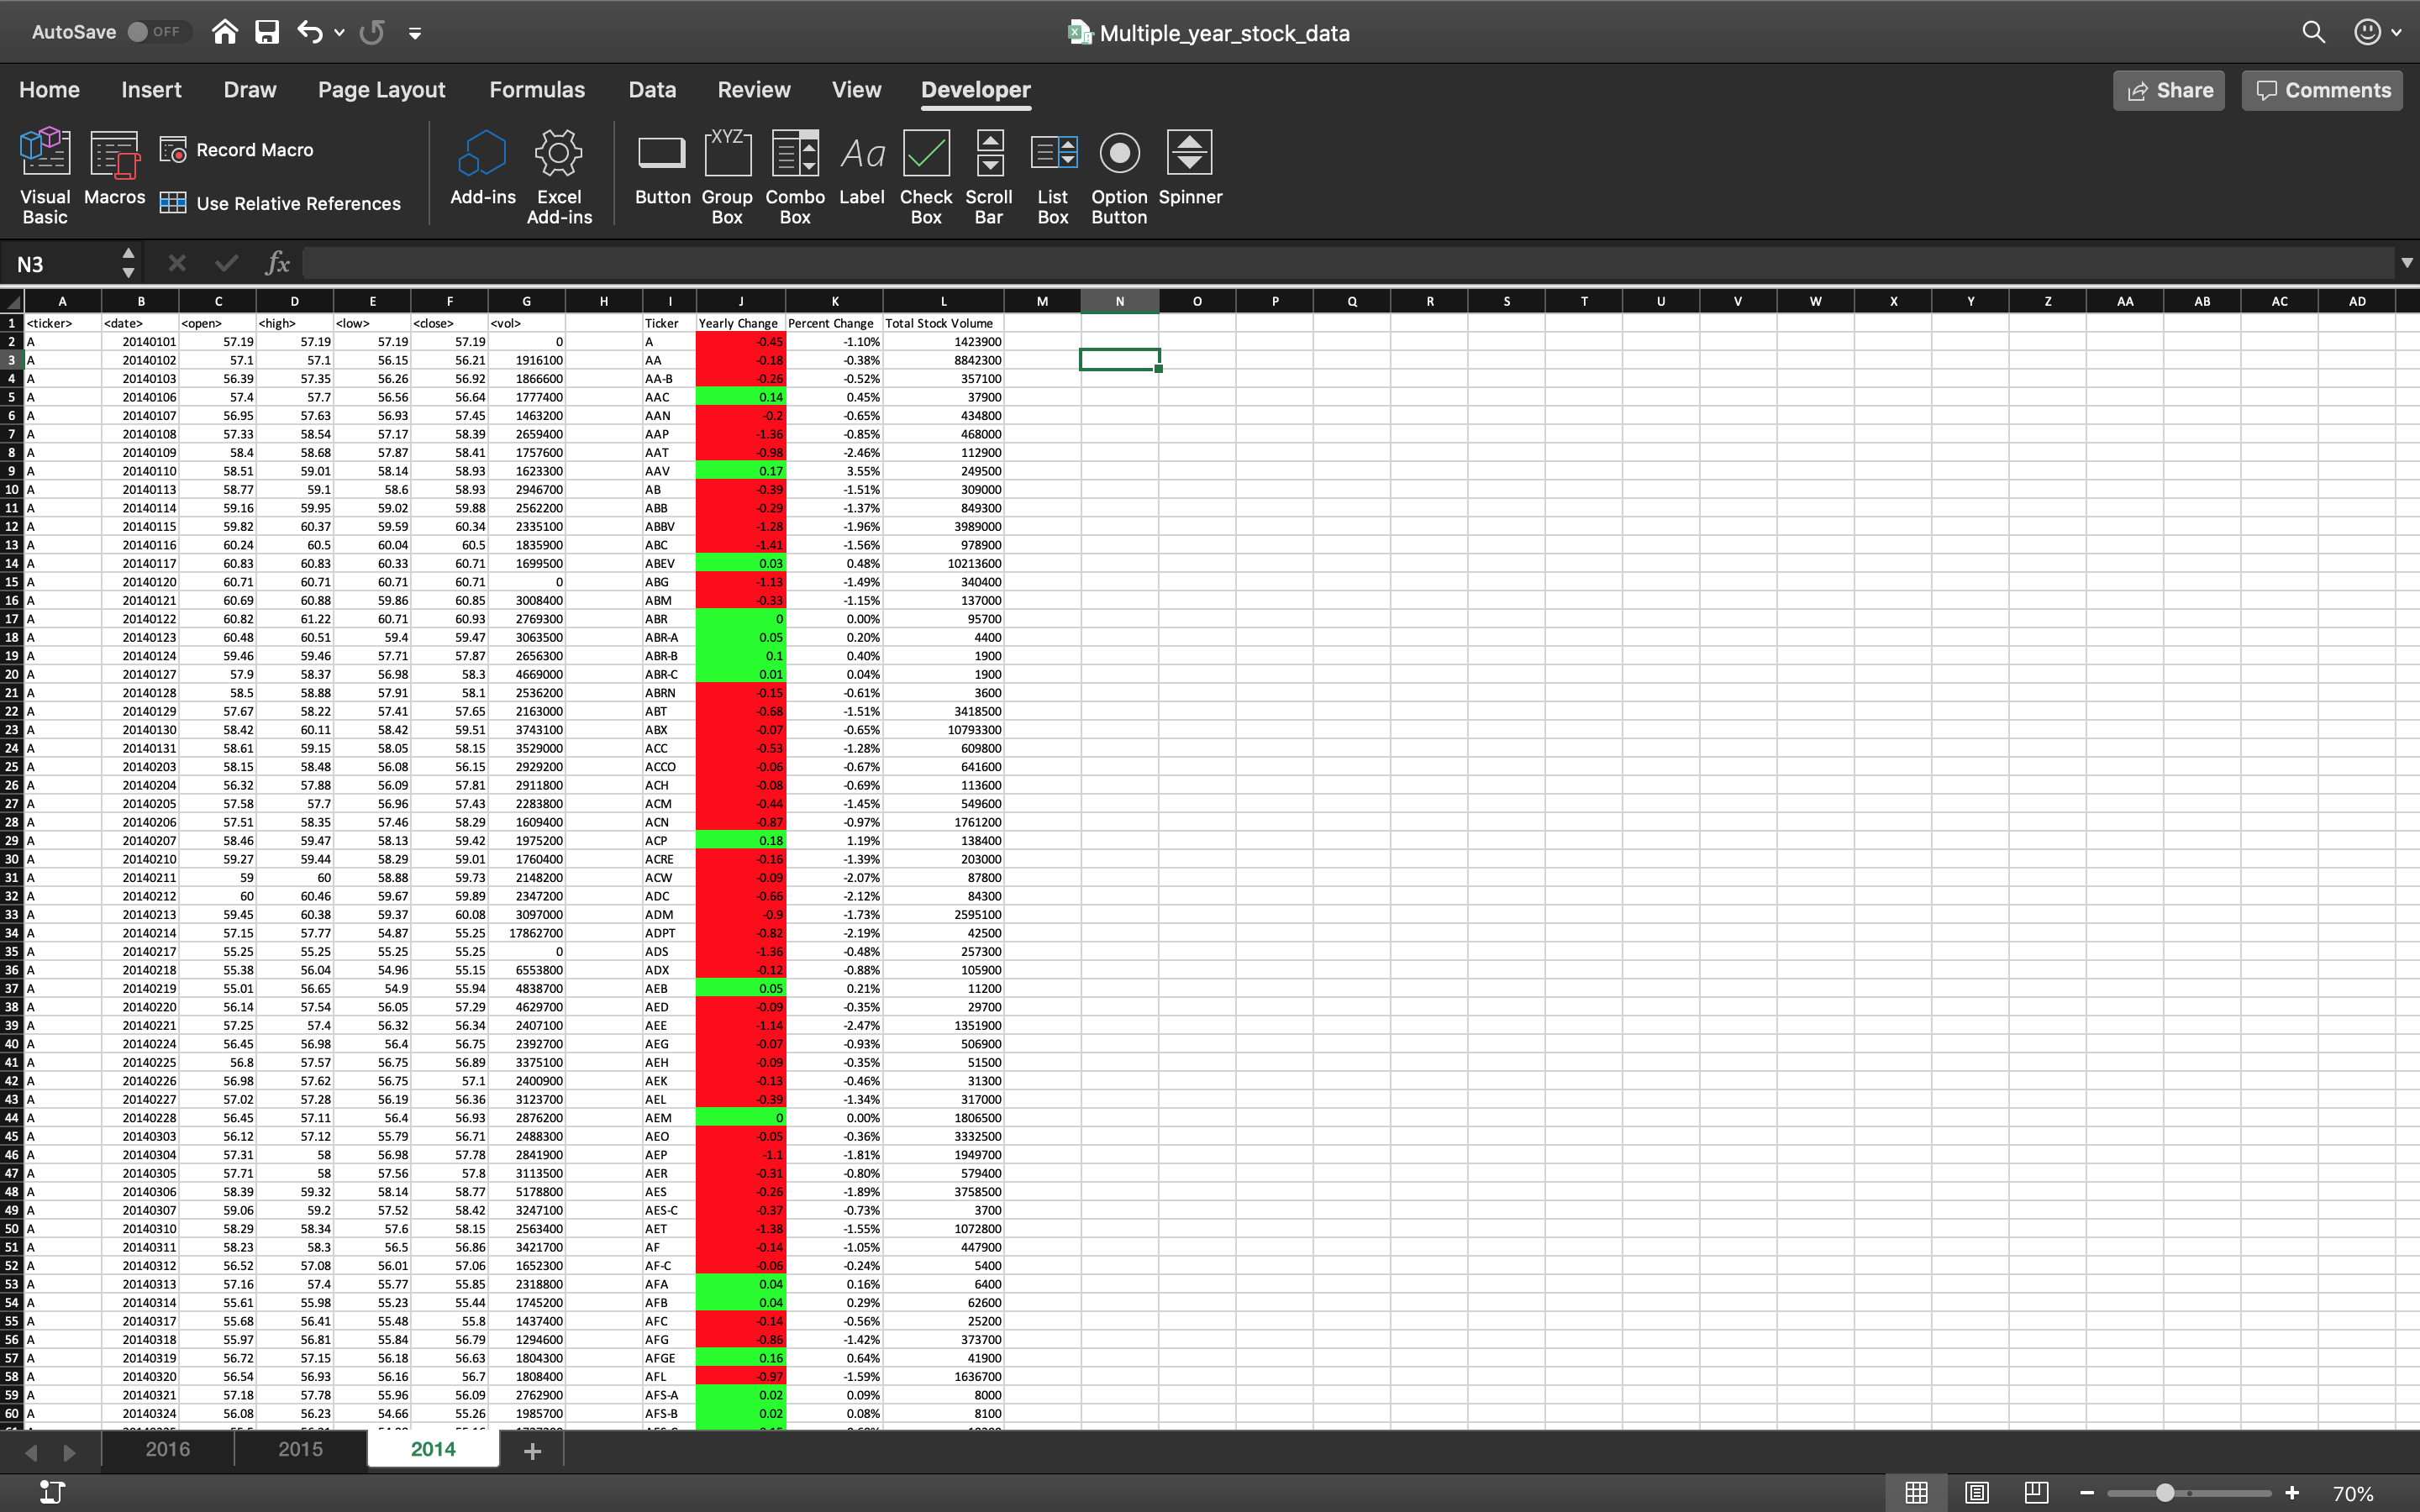 AutoSave OFF Multiple_year_stock_data
Home Insert Draw Page Layout Formulas Data Review View Developer Share Comments
Visual Basic Macros Record Macro Use Relative References Add-ins Excel Add-ins Button Group Box Combo Box Label Check Box Scroll Bar List Box Option Button Spinner
XYZ Aa
N3 fx
A B C D E F G H I J K L M N O P Q R S T U V W X Y Z AA AB AC AD
1 <ticker> <date> <open> <high> <low> <close> <vol> Ticker Yearly Change Percent Change Total Stock Volume
2 A 20140101 57.19 57.19 57.19 57.19 0 A -0.45 -1.10% 1423900
3 A 20140102 57.1 57.1 56.15 56.21 1916100 AA -0.18 -0.38% 8842300
4 A 20140103 56.39 57.35 56.26 56.92 1866600 AA-B -0.26 -0.52% 357100
5 A 20140106 57.4 57.7 56.56 56.64 1777400 AAC 0.14 0.45% 37900
6 A 20140107 56.95 57.63 56.93 57.45 1463200 AAN -0.2 -0.65% 434800
7 A 20140108 57.33 58.54 57.17 58.39 2659400 AAP -1.36 -0.85% 468000
8 A 20140109 58.4 58.68 57.87 58.41 1757600 AAT -0.98 -2.46% 112900
9 A 20140110 58.51 59.01 58.14 58.93 1623300 AAV 0.17 3.55% 249500
10 A 20140113 58.77 59.1 58.6 58.93 2946700 AB -0.39 -1.51% 309000
11 A 20140114 59.16 59.95 59.02 59.88 2562200 ABB -0.29 -1.37% 849300
12 A 20140115 59.82 60.37 59.59 60.34 2335100 ABBV -1.28 -1.96% 3989000
13 A 20140116 60.24 60.5 60.04 60.5 1835900 ABC -1.41 -1.56% 978900
14 A 20140117 60.83 60.83 60.33 60.71 1699500 ABEV 0.03 0.48% 10213600
15 A 20140120 60.71 60.71 60.71 60.71 0 ABG -1.13 -1.49% 340400
16 A 20140121 60.69 60.88 59.86 60.85 3008400 ABM -0.33 -1.15% 137000
17 A 20140122 60.82 61.22 60.71 60.93 2769300 ABR 0 0.00% 95700
18 A 20140123 60.48 60.51 59.4 59.47 3063500 ABR-A 0.05 0.20% 4400
19 A 20140124 59.46 59.46 57.71 57.87 2656300 ABR-B 0.1 0.40% 1900
20 A 20140127 57.9 58.37 56.98 58.3 4669000 ABR-C 0.01 0.04% 1900
21 A 20140128 58.5 58.88 57.91 58.1 2536200 ABRN -0.15 -0.61% 3600
22 A 20140129 57.67 58.22 57.41 57.65 2163000 ABT -0.68 -1.51% 3418500
23 A 20140130 58.42 60.11 58.42 59.51 3743100 ABX -0.07 -0.65% 10793300
24 A 20140131 58.61 59.15 58.05 58.15 3529000 ACC -0.53 -1.28% 609800
25 A 20140203 58.15 58.48 56.08 56.15 2929200 ACCO -0.06 -0.67% 641600
26 A 20140204 56.32 57.88 56.09 57.81 2911800 ACH -0.08 -0.69% 113600
27 A 20140205 57.58 57.7 56.96 57.43 2283800 ACM -0.44 -1.45% 549600
28 A 20140206 57.51 58.35 57.46 58.29 1609400 ACN -0.87 -0.97% 1761200
29 A 20140207 58.46 59.47 58.13 59.42 1975200 ACP 0.18 1.19% 138400
30 A 20140210 59.27 59.44 58.29 59.01 1760400 ACRE -0.16 -1.39% 203000
31 A 20140211 59 60 58.88 59.73 2148200 ACW -0.09 -2.07% 87800
32 A 20140212 60 60.46 59.67 59.89 2347200 ADC -0.66 -2.12% 84300
33 A 20140213 59.45 60.38 59.37 60.08 3097000 ADM -0.9 -1.73% 2595100
34 A 20140214 57.15 57.77 54.87 55.25 17862700 ADPT -0.82 -2.19% 42500
35 A 20140217 55.25 55.25 55.25 55.25 0 ADS -1.36 -0.48% 257300
36 A 20140218 55.38 56.04 54.96 55.15 6553800 ADX -0.12 -0.88% 105900
37 A 20140219 55.01 56.65 54.9 55.94 4838700 AEB 0.05 0.21% 11200
38 A 20140220 56.14 57.54 56.05 57.29 4629700 AED -0.09 -0.35% 29700
39 A 20140221 57.25 57.4 56.32 56.34 2407100 AEE -1.14 -2.47% 1351900
40 A 20140224 56.45 56.98 56.4 56.75 2392700 AEG -0.07 -0.93% 506900
41 A 20140225 56.8 57.57 56.75 56.89 3375100 AEH -0.09 -0.35% 51500
42 A 20140226 56.98 57.62 56.75 57.1 2400900 AEK -0.13 -0.46% 31300
43 A 20140227 57.02 57.28 56.19 56.36 3123700 AEL -0.39 -1.34% 317000
44 A 20140228 56.45 57.11 56.4 56.93 2876200 AEM 0 0.00% 1806500
45 A 20140303 56.12 57.12 55.79 56.71 2488300 AEO -0.05 -0.36% 3332500
46 A 20140304 57.31 58 56.98 57.78 2841900 AEP -1.1 -1.81% 1949700
47 A 20140305 57.71 58 57.56 57.8 3113500 AER -0.31 -0.80% 579400
48 A 20140306 58.39 59.32 58.14 58.77 5178800 AES -0.26 -1.89% 3758500
49 A 20140307 59.06 59.2 57.52 58.42 3247100 AES-C -0.37 -0.73% 3700
50 A 20140310 58.29 58.34 57.6 58.15 2563400 AET -1.38 -1.55% 1072800
51 A 20140311 58.23 58.3 56.5 56.86 3421700 AF -0.14 -1.05% 447900
52 A 20140312 56.52 57.08 56.01 57.06 1652300 AF-C -0.06 -0.24% 5400
53 A 20140313 57.16 57.4 55.77 55.85 2318800 AFA 0.04 0.16% 6400
54 A 20140314 55.61 55.98 55.23 55.44 1745200 AFB 0.04 0.29% 62600
55 A 20140317 55.68 56.41 55.48 55.8 1437400 AFC -0.14 -0.56% 25200
56 A 20140318 55.97 56.81 55.84 56.79 1294600 AFG -0.86 -1.42% 373700
57 A 20140319 56.72 57.15 56.18 56.63 1804300 AFGE 0.16 0.64% 41900
58 A 20140320 56.54 56.93 56.16 56.7 1808400 AFL -0.97 -1.59% 1636700
59 A 20140321 57.18 57.78 55.96 56.09 2762900 AFS-A 0.02 0.09% 8000
60 A 20140324 56.08 56.23 54.66 55.26 1985700 AFS-B 0.02 0.08% 8100
2016 2015 2014 +
70%